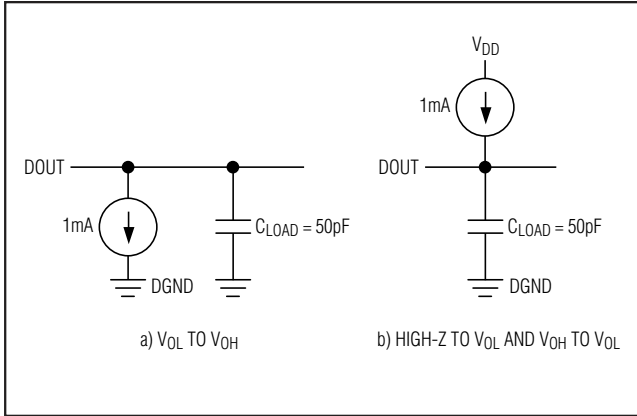 V_DD
1mA
DOUT
DOUT
1mA
C_LOAD = 50pF
C_LOAD = 50pF
DGND
DGND
a) V_OL TO V_OH
b) HIGH-Z TO V_OL AND V_OH TO V_OL